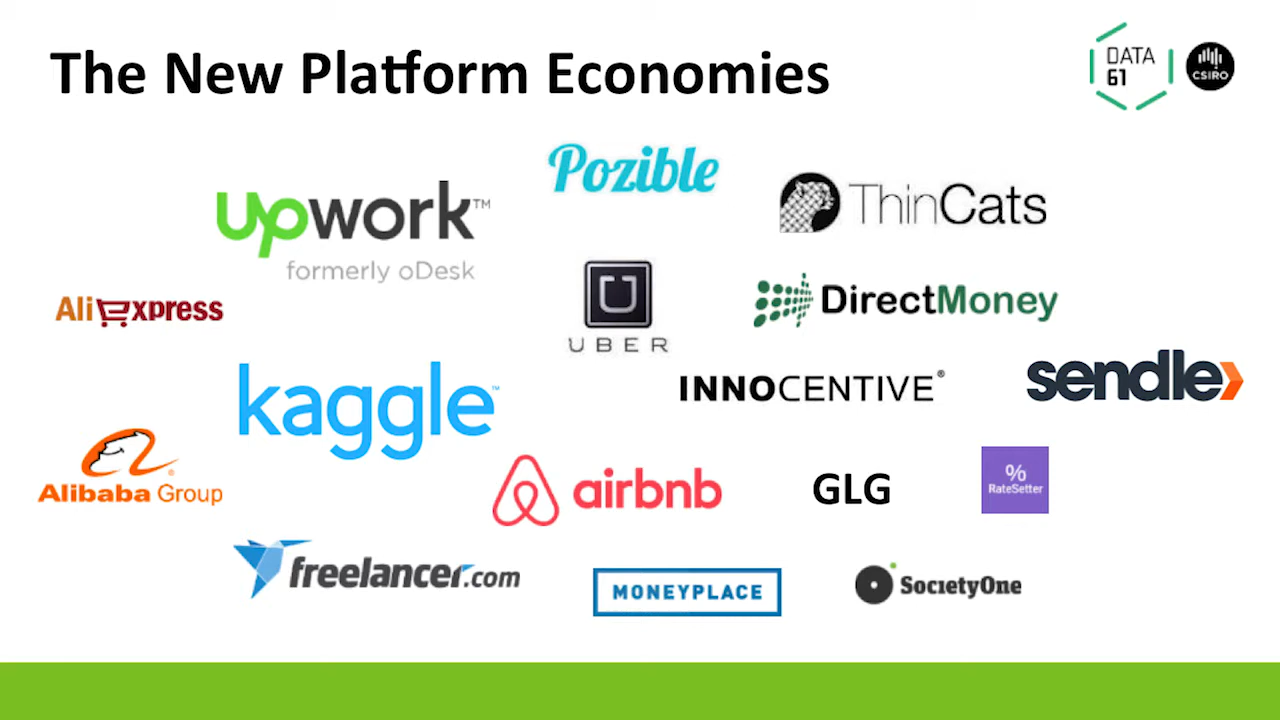 The New Platform Economies
DATA
61
CSIRO
Pozible
upwork™
formerly oDesk
ThinCats
UBER
DirectMoney
AliExpress
kaggle™
INNOCENTIVE®
sendle
Alibaba Group
®
airbnb
GLG
%
RateSetter
freelancer.com
MONEYPLACE
SocietyOne